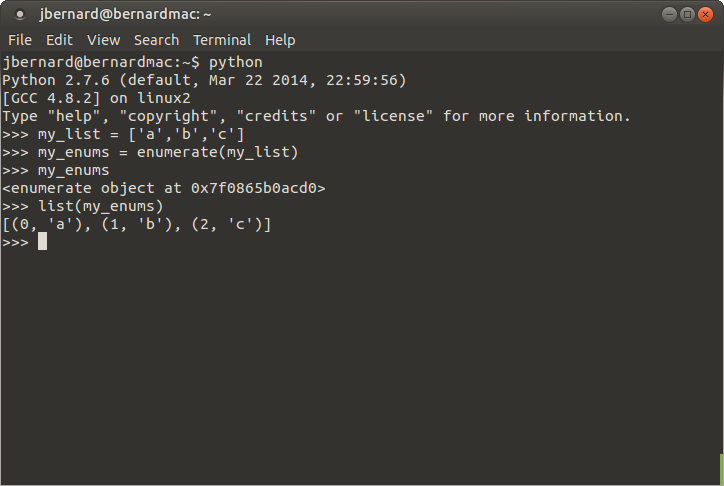 jbernard@bernardmac: ~
File Edit View Search Terminal Help
jbernard@bernardmac:~$ python
Python 2.7.6 (default, Mar 22 2014, 22:59:56)
[GCC 4.8.2] on linux2
Type "help", "copyright", "credits" or "license" for more information.
>>> my_list = ['a','b','c']
>>> my_enums = enumerate(my_list)
>>> my_enums
<enumerate object at 0x7f0865b0acd0>
>>> list(my_enums)
[(0, 'a'), (1, 'b'), (2, 'c')]
>>>